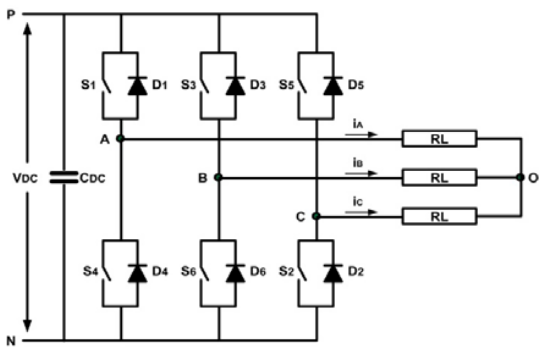 P
S1 D1 S3 D3 S5 D5
iA
A RL
VDC CDC
iB
B RL O
iC
C RL
S4 D4 S6 D6 S2 D2
N